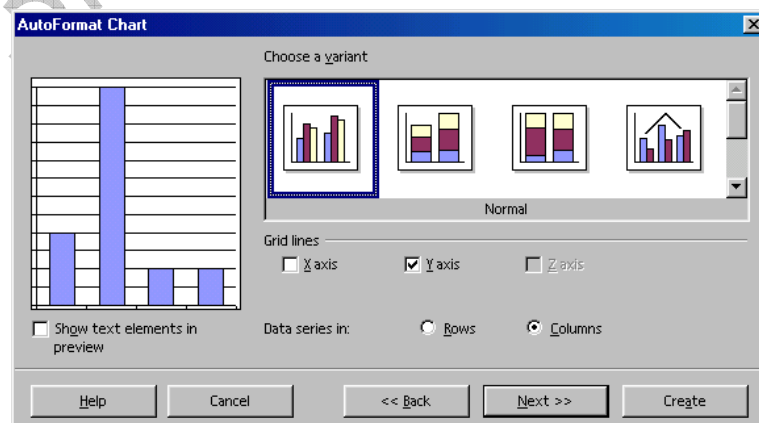 AutoFormat Chart
Choose a variant
Normal
Grid lines
X axis
Y axis
Z axis
Show text elements in
preview
Data series in:
Rows
Columns
Help
Cancel
<< Back
Next >>
Create